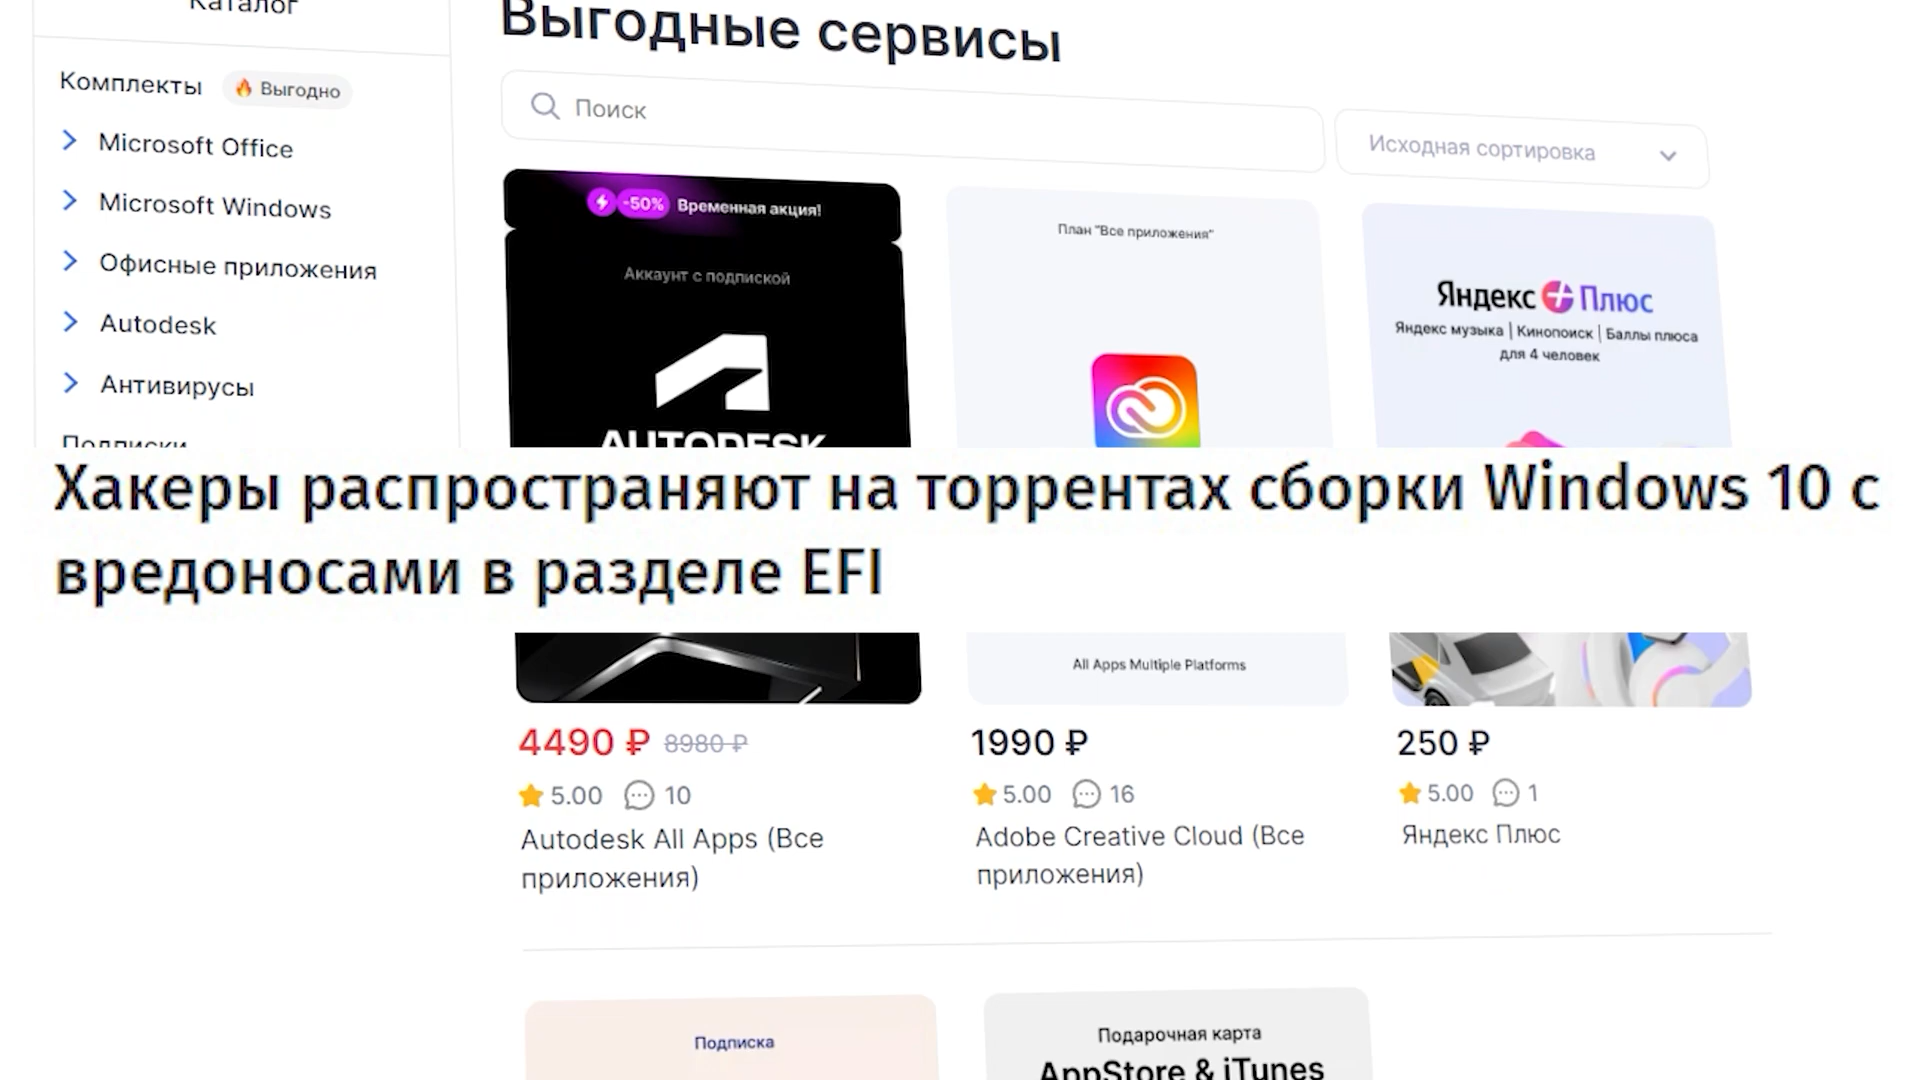 Каталог
Выгодные сервисы
Комплекты
Выгодно
Поиск
Исходная сортировка
Microsoft Office
Microsoft Windows
Офисные приложения
Autodesk
Антивирусы
Подписки
-50% Временная акция!
Аккаунт с подпиской
AUTODESK
План "Все приложения"
Яндекс Плюс
Яндекс музыка | Кинопоиск | Баллы плюса
для 4 человек
Хакеры распространяют на торрентах сборки Windows 10 с
вредоносами в разделе EFI
All Apps Multiple Platforms
4490 ₽ 8980 ₽
5.00 10
Autodesk All Apps (Все
приложения)
1990 ₽
5.00 16
Adobe Creative Cloud (Все
приложения)
250 ₽
5.00 1
Яндекс Плюс
Подписка
Подарочная карта
AppStore & iTunes